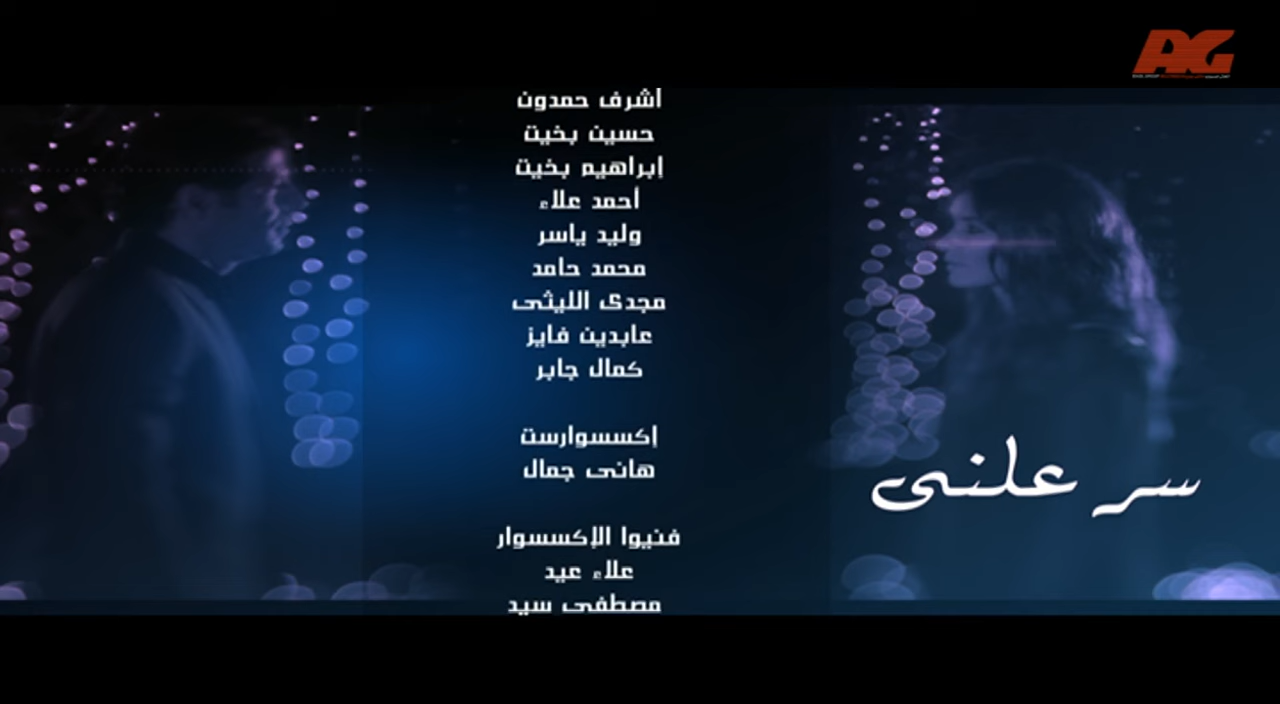 AG
أشرف حمدون
حسين بخيت
إبراهيم بخيت
أحمد علاء
وليد ياسر
محمد حامد
مجدى الليثى
عابدين فايز
كمال جابر
إكسسوارست
هانى جمال
فنيوا الإكسسوار
علاء عيد
مصطفى سيد
سر علنى